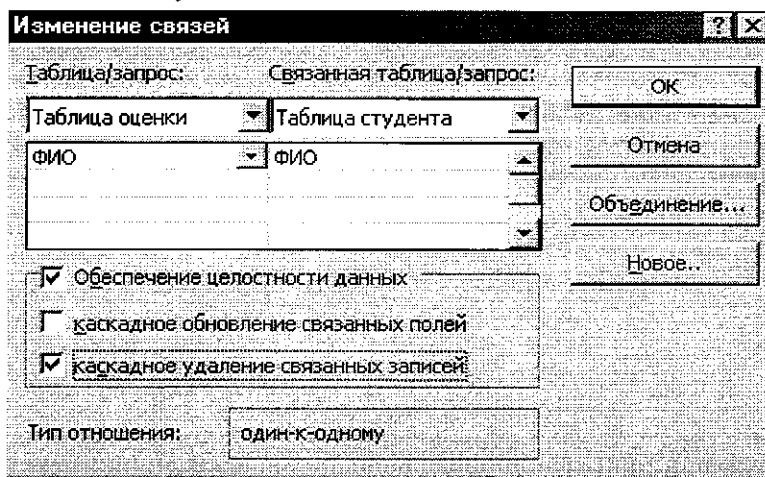 Изменение связей
Таблица/запрос: Связанная таблица/запрос:
ОК
Таблица оценки Таблица студента
Отмена
ФИО ФИО
Объединение...
Новое..
Обеспечение целостности данных
каскадное обновление связанных полей
каскадное удаление связанных записей
Тип отношения: один-к-одному